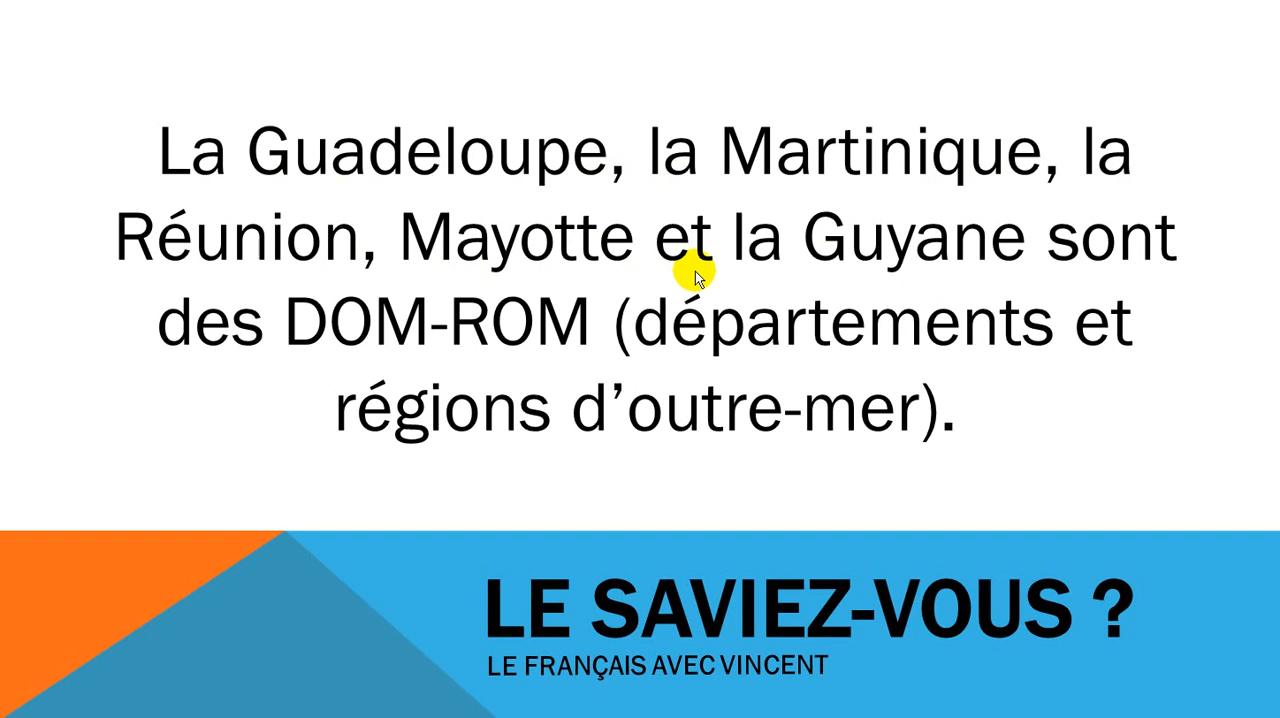 La Guadeloupe, la Martinique, la
Réunion, Mayotte et la Guyane sont
des DOM-ROM (départements et
régions d’outre-mer).
LE SAVIEZ-VOUS ?
LE FRANÇAIS AVEC VINCENT